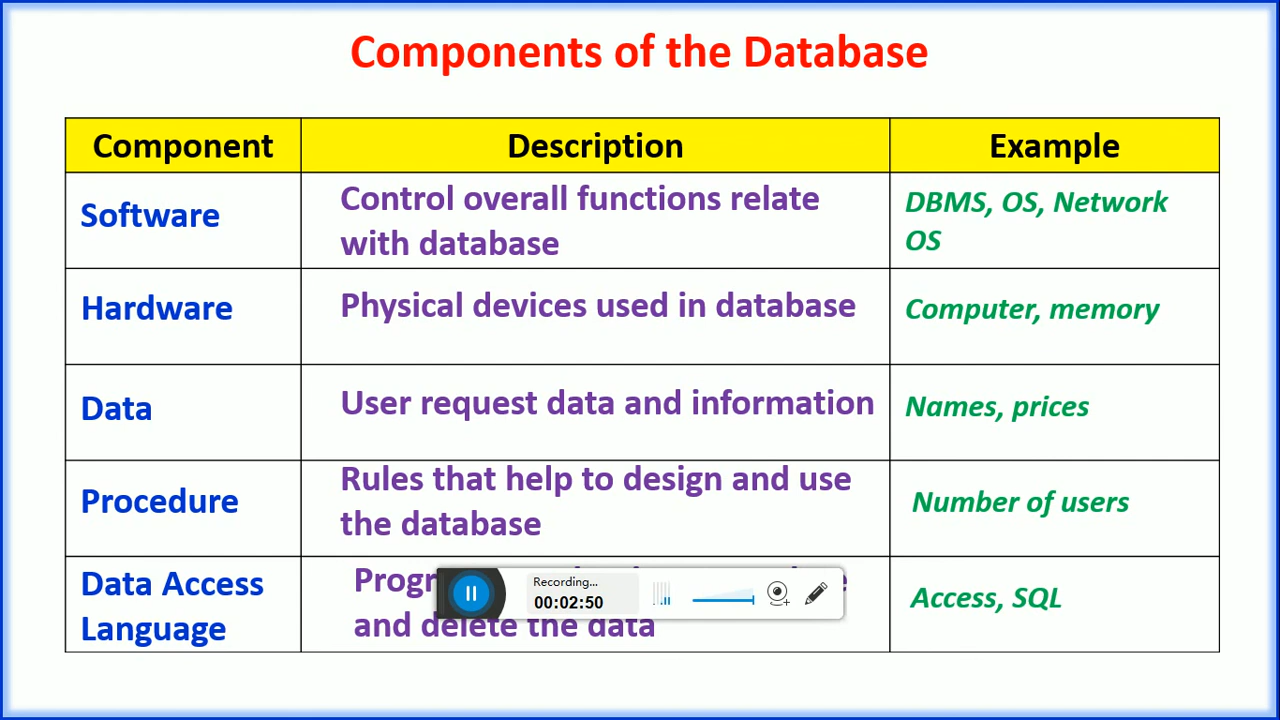 Components of the Database
Component Description Example
Software
Control overall functions relate
with database
DBMS, OS, Network
OS
Hardware
Physical devices used in database
Computer, memory
Data
User request data and information
Names, prices
Procedure
Rules that help to design and use
the database
Number of users
Data Access
Language
and delete the data
Access, SQL
Recording...
00:02:50